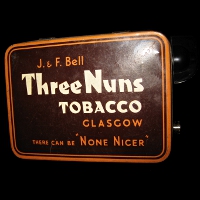 J. & F. Bell
Three Nuns
TOBACCO
GLASGOW
THERE CAN BE "NONE NICER"